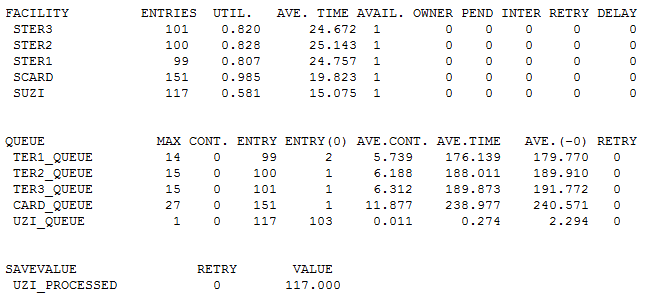 FACILITY ENTRIES UTIL. AVE. TIME AVAIL. OWNER PEND INTER RETRY DELAY
STER3 101 0.820 24.672 1 0 0 0 0 0
STER2 100 0.828 25.143 1 0 0 0 0 0
STER1 99 0.807 24.757 1 0 0 0 0 0
SCARD 151 0.985 19.823 1 0 0 0 0 0
SUZI 117 0.581 15.075 1 0 0 0 0 0
QUEUE MAX CONT. ENTRY ENTRY(0) AVE.CONT. AVE.TIME AVE.(-0) RETRY
TER1_QUEUE 14 0 99 2 5.739 176.139 179.770 0
TER2_QUEUE 15 0 100 1 6.188 188.011 189.910 0
TER3_QUEUE 15 0 101 1 6.312 189.873 191.772 0
CARD_QUEUE 27 0 151 1 11.877 238.977 240.571 0
UZI_QUEUE 1 0 117 103 0.011 0.274 2.294 0
SAVEVALUE RETRY VALUE
UZI_PROCESSED 0 117.000